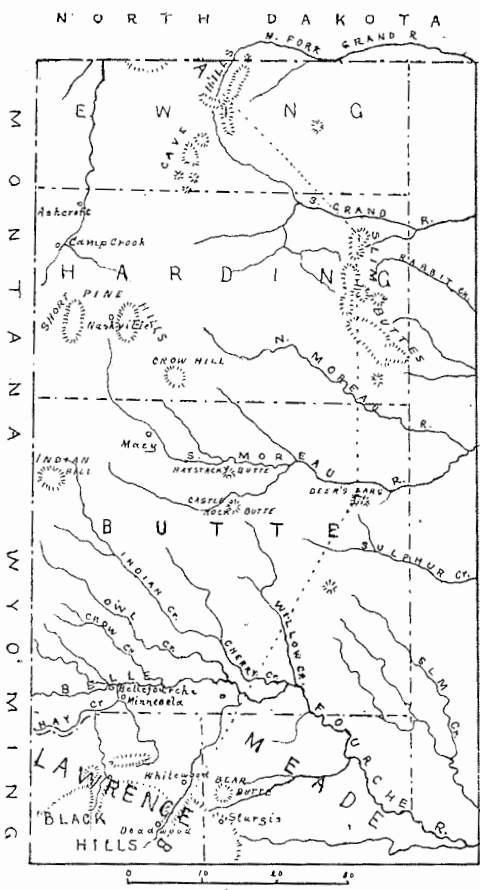 NORTH DAKOTA
N. FORK GRAND R.
MONTANA
WYOMING
EWING
HILLS
CAVE
S. GRAND R.
Ashcroft
Camp Crook
HARDING
SLIM BUTTES
RABBIT CR.
SHORT PINE HILLS
Nashville
CROW HILL
N. MOREAU R.
Macy
S. MOREAU R.
HAYSTACK BUTTE
INDIAN HILL
CASTLE ROCK BUTTE
DEER'S EARS
BUTTE
SULPHUR Cr.
INDIAN Cr.
OWL Cr.
CROW Cr.
CHERRY Cr.
WILLOW CR.
ELM Cr.
BELLE FOURCHE R.
Bellefourche
Minnesela
HAY Cr
LAWRENCE
MEADE
Whitewood
BEAR BUTTE
Sturgis
Deadwood
BLACK HILLS
0 10 20 30